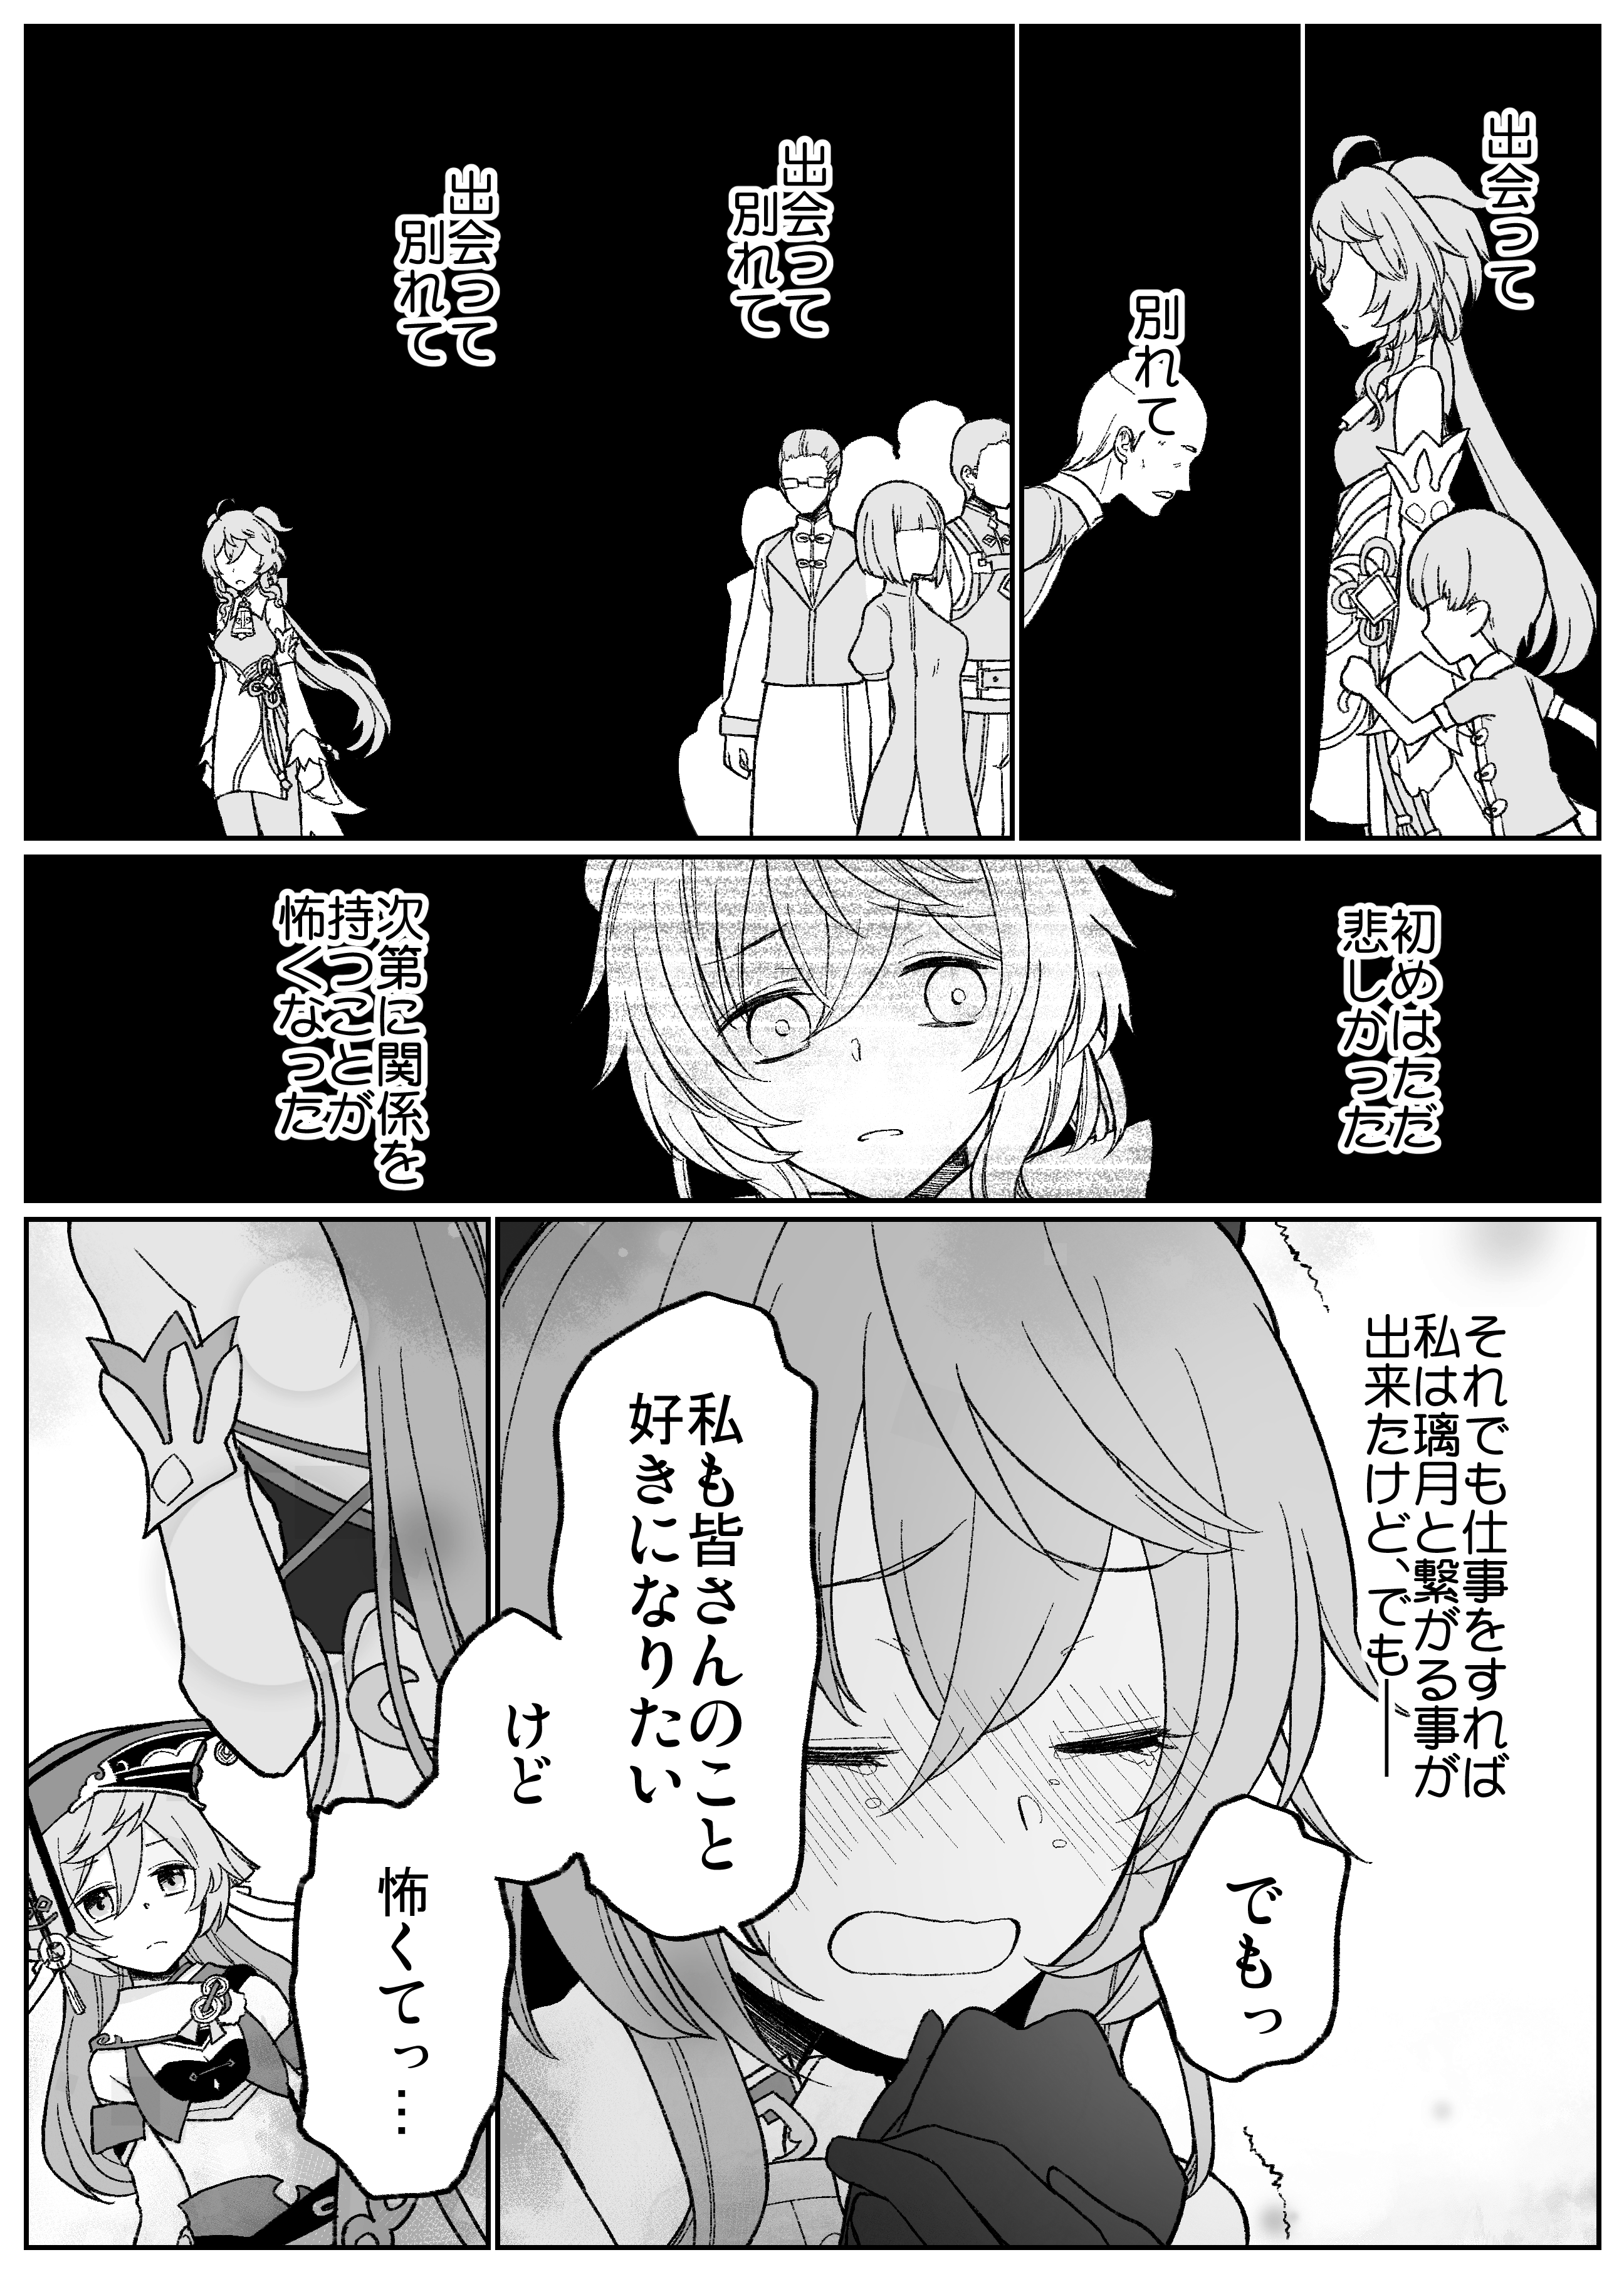 出会って
別れて
出会って
別れて
出会って
別れて
初めはただ
悲しかった
次第に関係を
持つことが
怖くなった
それでも仕事をすれば
私は璃月と繋がる事が
出来たけど、でも――
でもっ
私も皆さんのこと
好きになりたい
けど
怖くてっ…